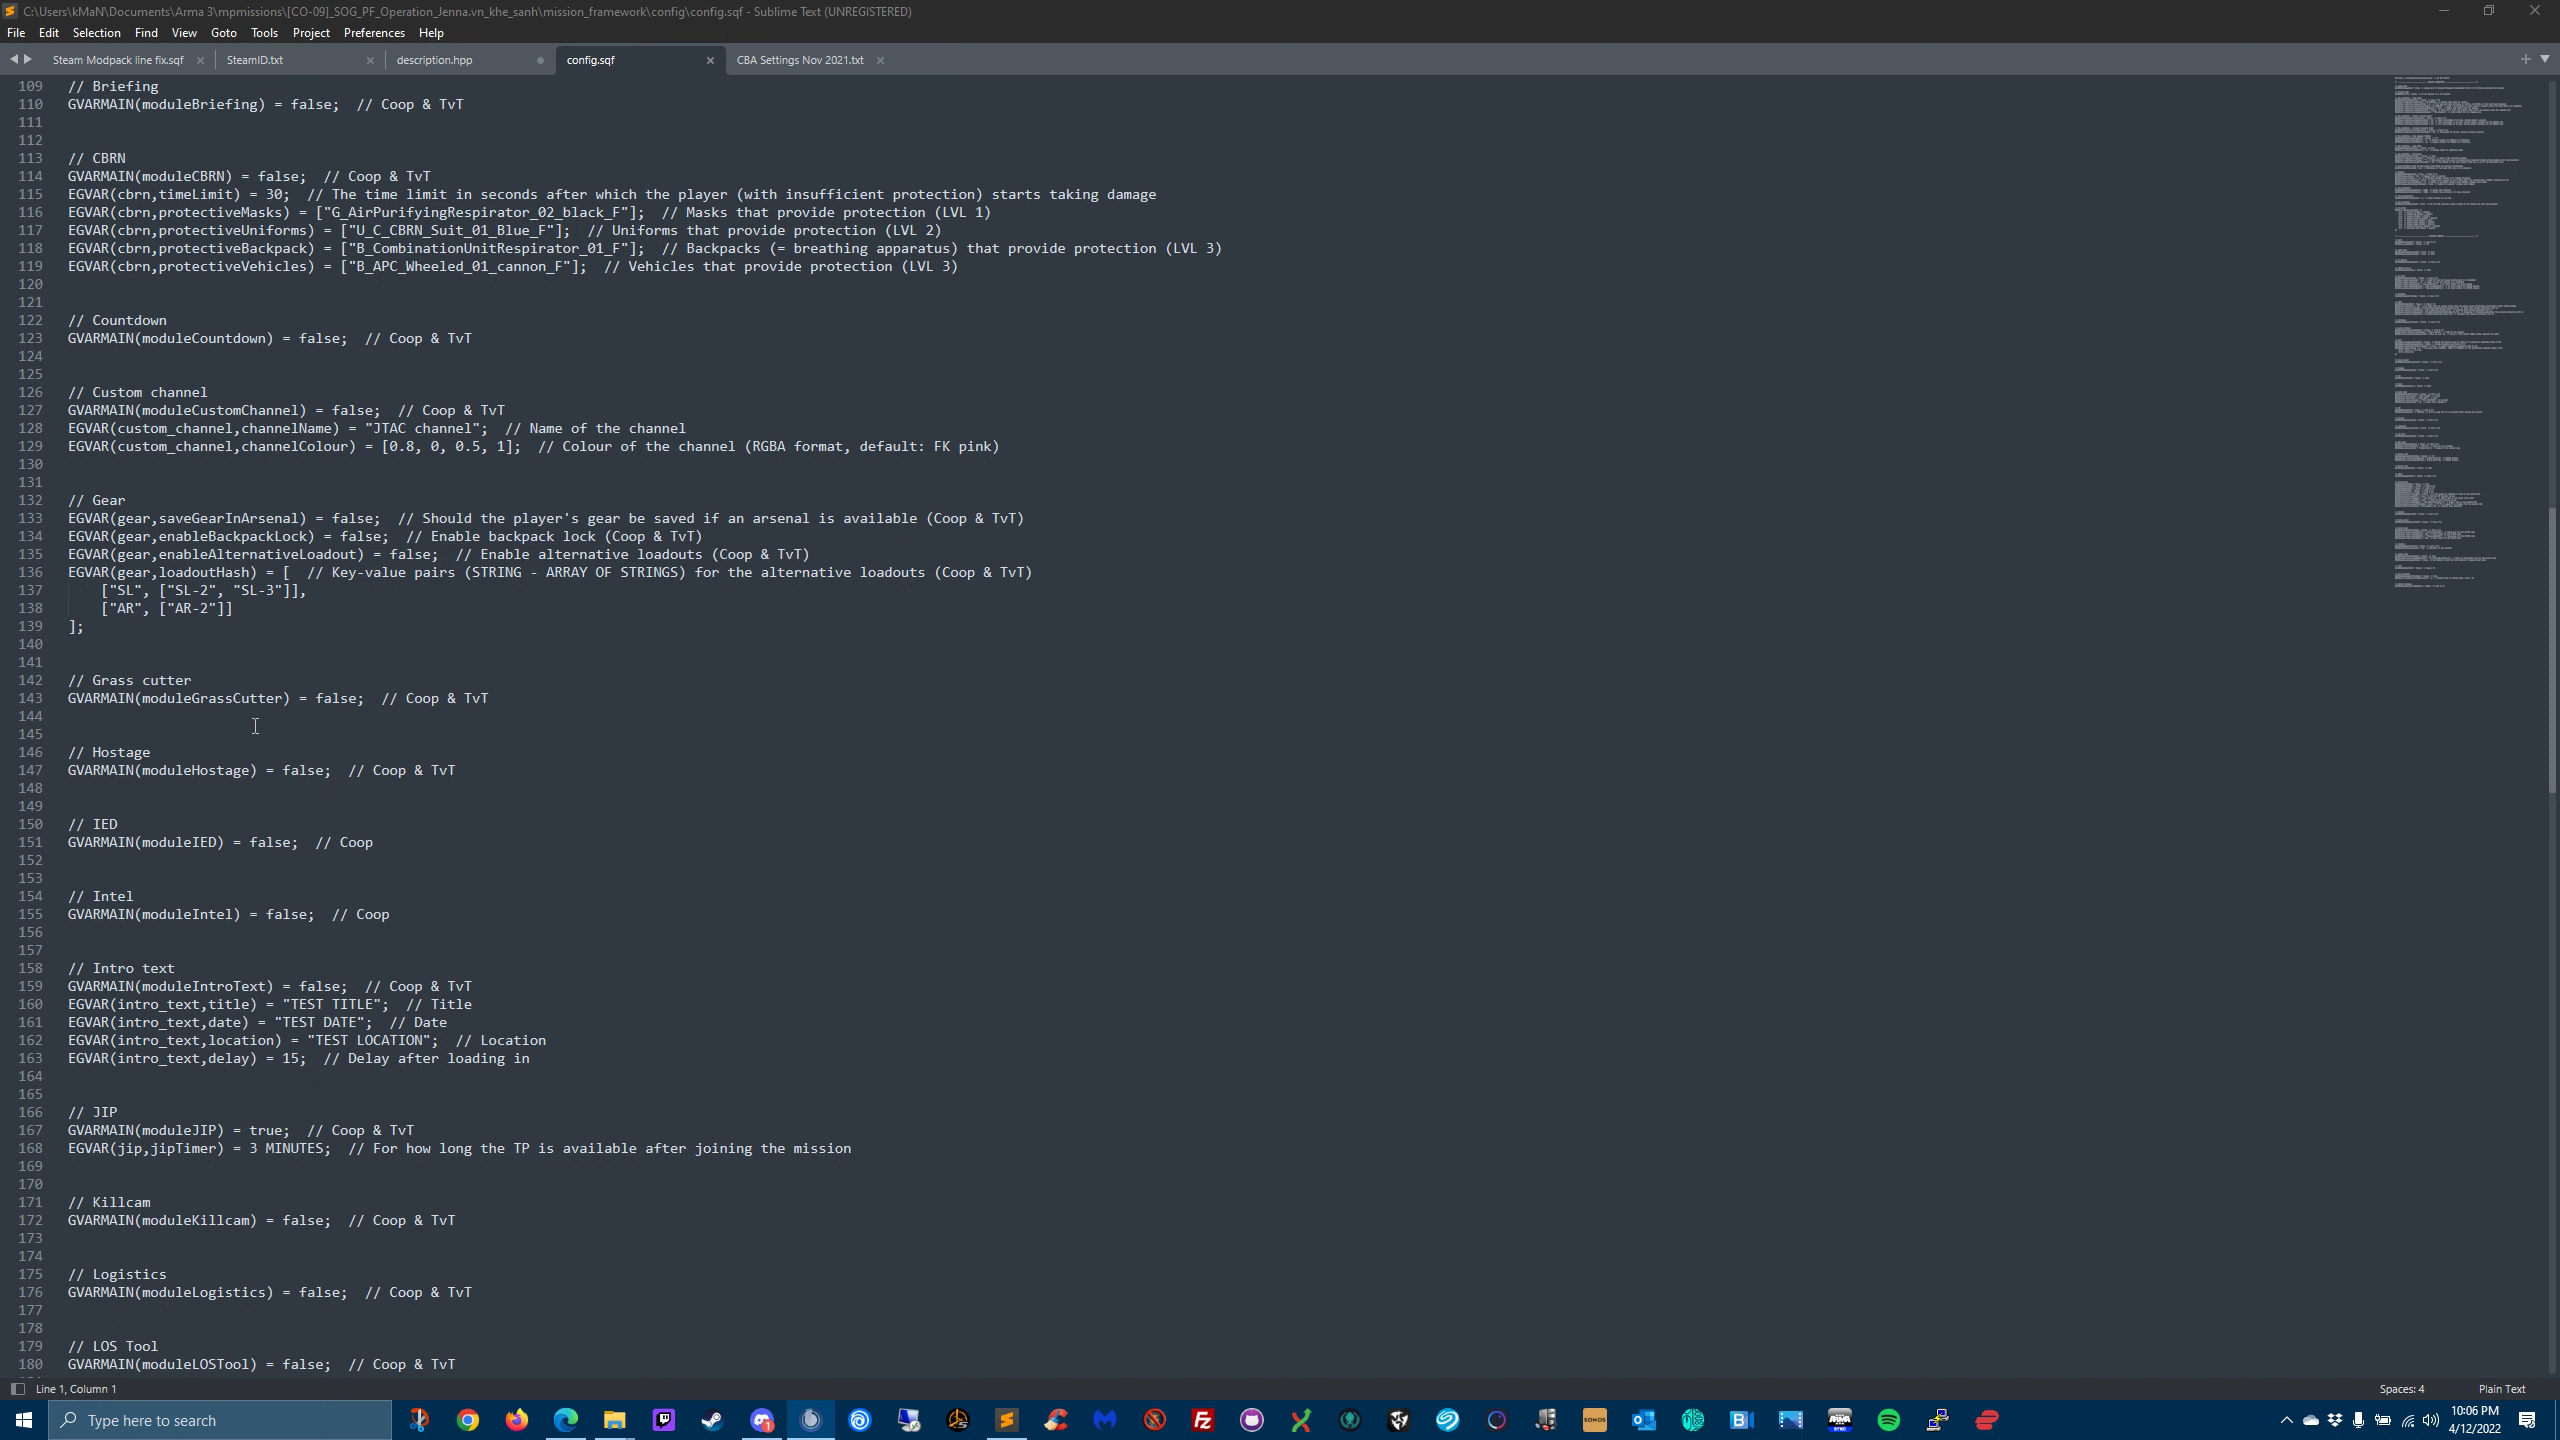 C:\Users\kMaN\Documents\Arma 3\mpmissions\[CO-09]_SOG_PF_Operation_Jenna.vn_khe_sanh\mission_framework\config\config.sqf - Sublime Text (UNREGISTERED)
File Edit Selection Find View Goto Tools Project Preferences Help
Steam Modpack line fix.sqf SteamID.txt description.hpp config.sqf CBA Settings Nov 2021.txt
109 // Briefing
110 GVARMAIN(moduleBriefing) = false;  // Coop & TvT
111
112
113 // CBRN
114 GVARMAIN(moduleCBRN) = false;  // Coop & TvT
115 EGVAR(cbrn,timeLimit) = 30;  // The time limit in seconds after which the player (with insufficient protection) starts taking damage
116 EGVAR(cbrn,protectiveMasks) = ["G_AirPurifyingRespirator_02_black_F"];  // Masks that provide protection (LVL 1)
117 EGVAR(cbrn,protectiveUniforms) = ["U_C_CBRN_Suit_01_Blue_F"];  // Uniforms that provide protection (LVL 2)
118 EGVAR(cbrn,protectiveBackpack) = ["B_CombinationUnitRespirator_01_F"];  // Backpacks (= breathing apparatus) that provide protection (LVL 3)
119 EGVAR(cbrn,protectiveVehicles) = ["B_APC_Wheeled_01_cannon_F"];  // Vehicles that provide protection (LVL 3)
120
121
122 // Countdown
123 GVARMAIN(moduleCountdown) = false;  // Coop & TvT
124
125
126 // Custom channel
127 GVARMAIN(moduleCustomChannel) = false;  // Coop & TvT
128 EGVAR(custom_channel,channelName) = "JTAC channel";  // Name of the channel
129 EGVAR(custom_channel,channelColour) = [0.8, 0, 0.5, 1];  // Colour of the channel (RGBA format, default: FK pink)
130
131
132 // Gear
133 EGVAR(gear,saveGearInArsenal) = false;  // Should the player's gear be saved if an arsenal is available (Coop & TvT)
134 EGVAR(gear,enableBackpackLock) = false;  // Enable backpack lock (Coop & TvT)
135 EGVAR(gear,enableAlternativeLoadout) = false;  // Enable alternative loadouts (Coop & TvT)
136 EGVAR(gear,loadoutHash) = [  // Key-value pairs (STRING - ARRAY OF STRINGS) for the alternative loadouts (Coop & TvT)
137     ["SL", ["SL-2", "SL-3"]],
138     ["AR", ["AR-2"]]
139 ];
140
141
142 // Grass cutter
143 GVARMAIN(moduleGrassCutter) = false;  // Coop & TvT
144
145
146 // Hostage
147 GVARMAIN(moduleHostage) = false;  // Coop & TvT
148
149
150 // IED
151 GVARMAIN(moduleIED) = false;  // Coop
152
153
154 // Intel
155 GVARMAIN(moduleIntel) = false;  // Coop
156
157
158 // Intro text
159 GVARMAIN(moduleIntroText) = false;  // Coop & TvT
160 EGVAR(intro_text,title) = "TEST TITLE";  // Title
161 EGVAR(intro_text,date) = "TEST DATE";  // Date
162 EGVAR(intro_text,location) = "TEST LOCATION";  // Location
163 EGVAR(intro_text,delay) = 15;  // Delay after loading in
164
165
166 // JIP
167 GVARMAIN(moduleJIP) = true;  // Coop & TvT
168 EGVAR(jip,jipTimer) = 3 MINUTES;  // For how long the TP is available after joining the mission
169
170
171 // Killcam
172 GVARMAIN(moduleKillcam) = false;  // Coop & TvT
173
174
175 // Logistics
176 GVARMAIN(moduleLogistics) = false;  // Coop & TvT
177
178
179 // LOS Tool
180 GVARMAIN(moduleLOSTool) = false;  // Coop & TvT
Line 1, Column 1 Spaces: 4 Plain Text
Type here to search
SONOS
10:06 PM
4/12/2022